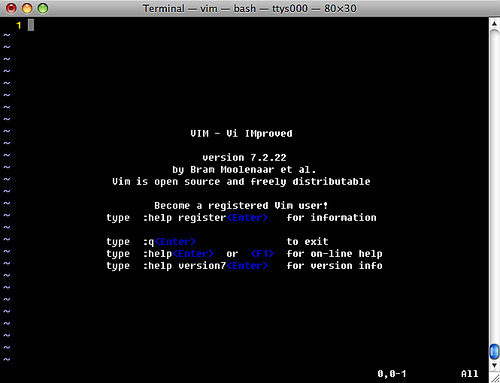 Terminal — vim — bash — ttys000 — 80×30
1
~
~
~
~
~
~
VIM - Vi IMproved
~
~
version 7.2.22
by Bram Moolenaar et al.
Vim is open source and freely distributable
~
Become a registered Vim user!
type :help register<Enter> for information
~
type :q<Enter> to exit
type :help<Enter> or <F1> for on-line help
type :help version7<Enter> for version info
~
~
~
~
~
~
~
0,0-1 All